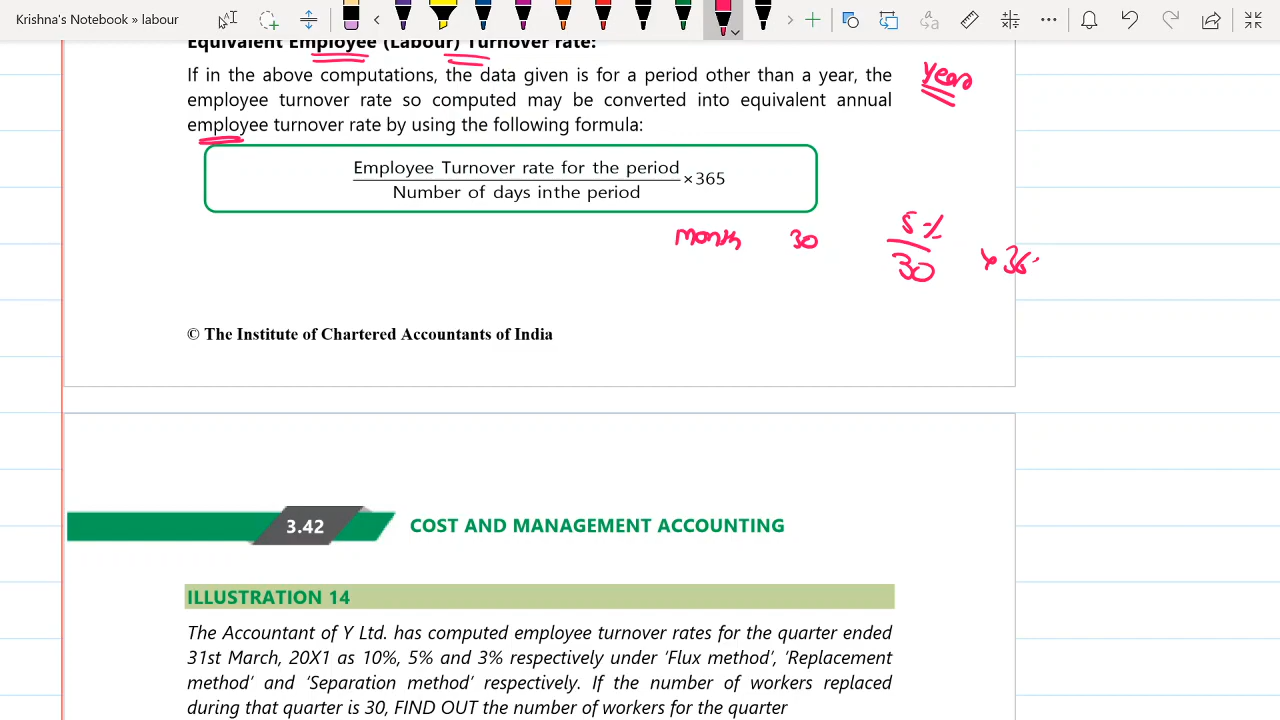 Krishna's Notebook » labour
Equivalent Employee (Labour) Turnover rate:
If in the above computations, the data given is for a period other than a year, the
employee turnover rate so computed may be converted into equivalent annual
employee turnover rate by using the following formula:
year
Employee Turnover rate for the period
Number of days inthe period
×365
month 30
5%
30
× 365
© The Institute of Chartered Accountants of India
3.42 COST AND MANAGEMENT ACCOUNTING
ILLUSTRATION 14
The Accountant of Y Ltd. has computed employee turnover rates for the quarter ended
31st March, 20X1 as 10%, 5% and 3% respectively under ‘Flux method’, ‘Replacement
method’ and ‘Separation method’ respectively. If the number of workers replaced
during that quarter is 30, FIND OUT the number of workers for the quarter